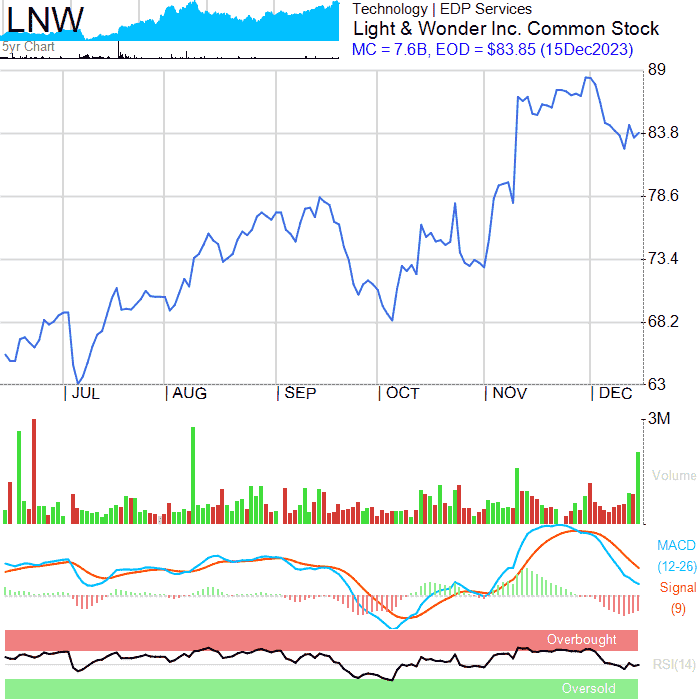 LNW
5yr Chart
Technology | EDP Services
Light & Wonder Inc. Common Stock
MC = 7.6B, EOD = $83.85 (15Dec2023)
89
83.8
78.6
73.4
68.2
63
JUL
AUG
SEP
OCT
NOV
DEC
3M
Volume
MACD
(12-26)
Signal
(9)
Overbought
RSI(14)
Oversold